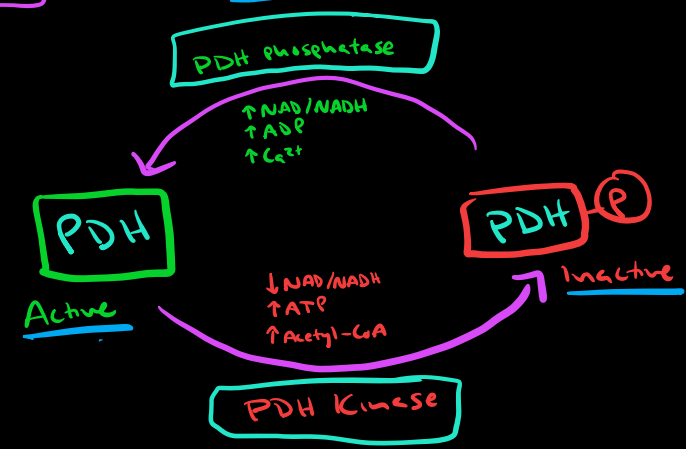 PDH phosphatase
↑ NAD/NADH
↑ ADP
↑ Ca²⁺
PDH
PDH
P
Active
Inactive
↓ NAD/NADH
↑ ATP
↑ Acetyl-CoA
PDH Kinase